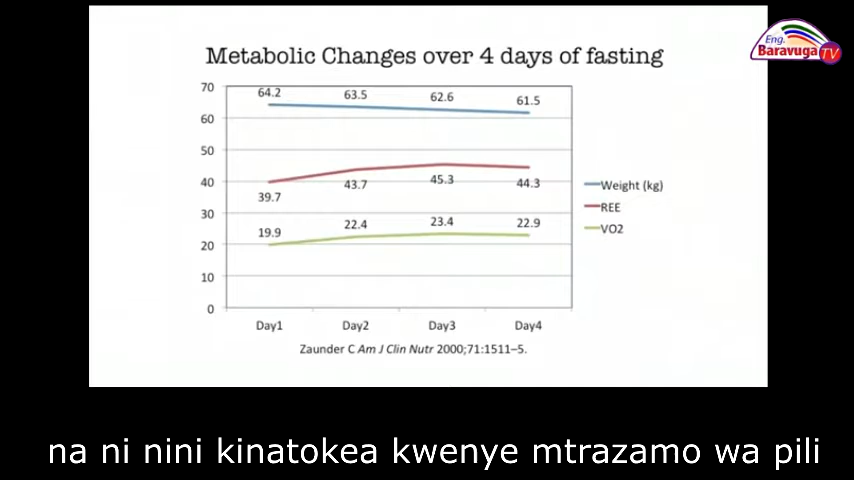 Eng.
Baravuga TV
Metabolic Changes over 4 days of fasting
70
60
50
40
30
20
10
0
64.2 63.5 62.6 61.5
39.7 43.7 45.3 44.3
19.9 22.4 23.4 22.9
Weight (kg)
REE
VO2
Day1 Day2 Day3 Day4
Zaunder C Am J Clin Nutr 2000;71:1511–5.
na ni nini kinatokea kwenye mtrazamo wa pili